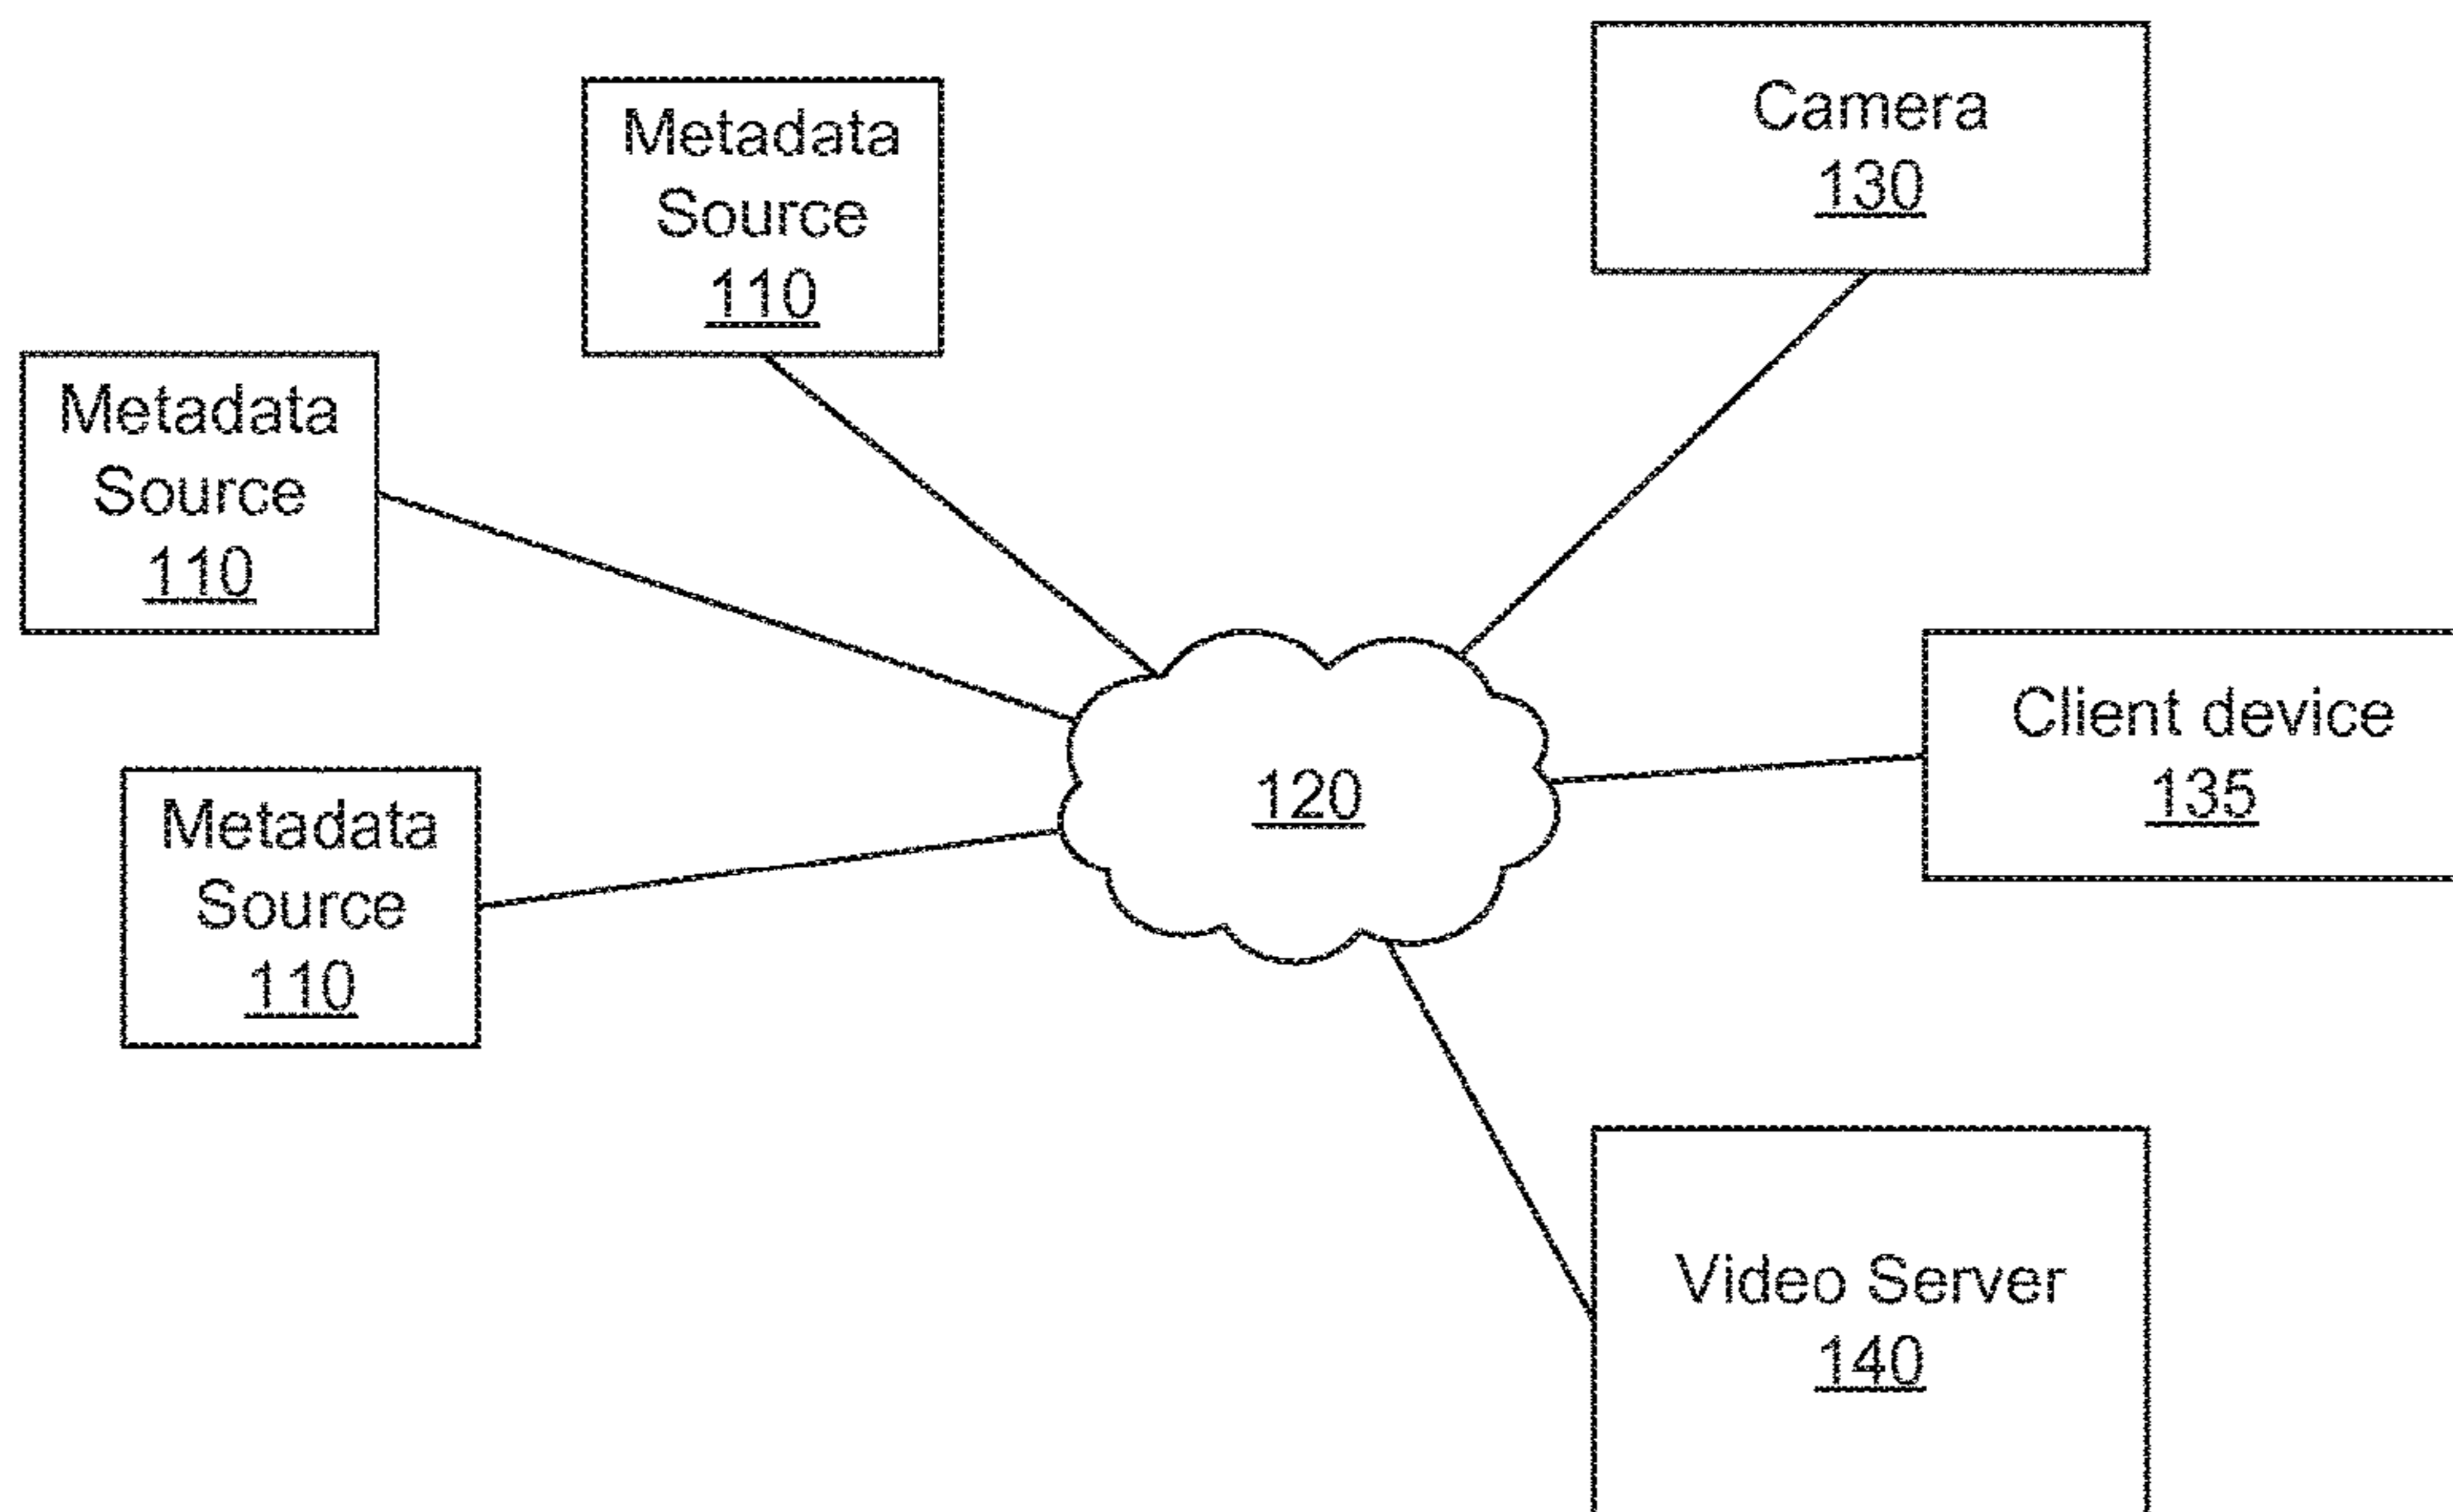 Camera
130
Metadata
Source
110
Metadata
Source
110
Client device
135
120
Metadata
Source
110
Video Server
140